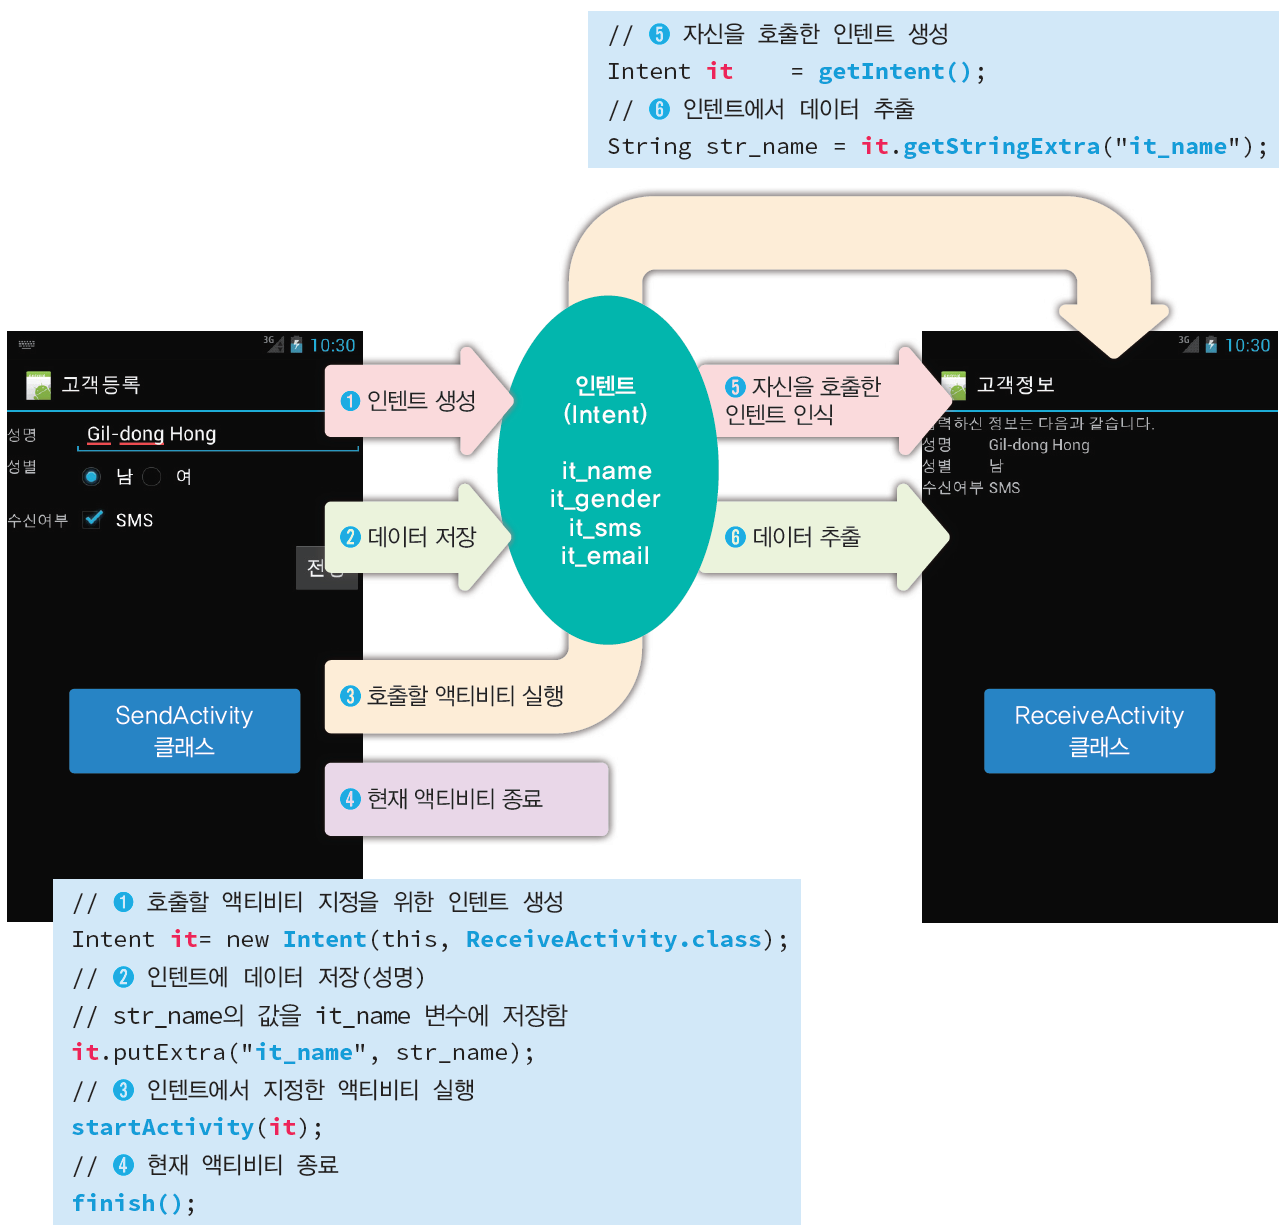 // ❺ 자신을 호출한 인텐트 생성
Intent it    = getIntent();
// ❻ 인텐트에서 데이터 추출
String str_name = it.getStringExtra("it_name");
3G 10:30
고객등록
성명 Gil-dong Hong
성별 남 여
수신여부 SMS
❶ 인텐트 생성
❷ 데이터 저장
❸ 호출할 액티비티 실행
❹ 현재 액티비티 종료
SendActivity
클래스
인텐트
(Intent)
it_name
it_gender
it_sms
it_email
❺ 자신을 호출한
인텐트 인식
❻ 데이터 추출
3G 10:30
고객정보
력하신 정보는 다음과 같습니다.
성명 Gil-dong Hong
성별 남
수신여부 SMS
ReceiveActivity
클래스
// ❶ 호출할 액티비티 지정을 위한 인텐트 생성
Intent it= new Intent(this, ReceiveActivity.class);
// ❷ 인텐트에 데이터 저장(성명)
// str_name의 값을 it_name 변수에 저장함
it.putExtra("it_name", str_name);
// ❸ 인텐트에서 지정한 액티비티 실행
startActivity(it);
// ❹ 현재 액티비티 종료
finish();